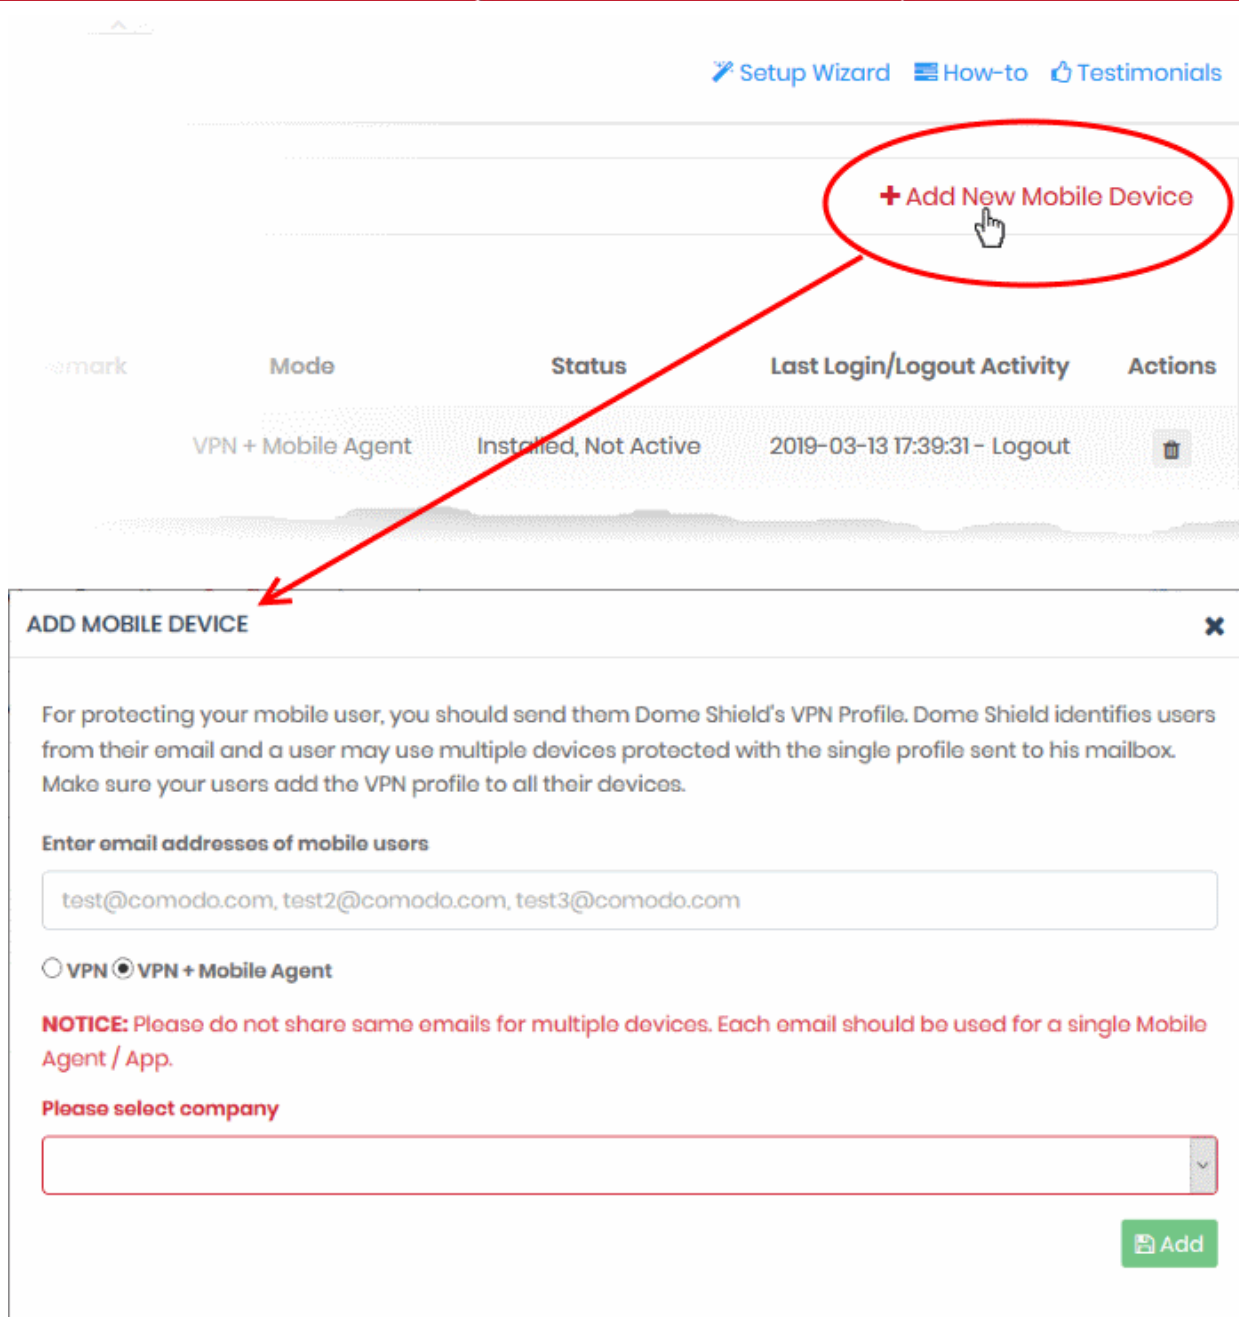 Setup Wizard How-to Testimonials
+ Add New Mobile Device
Mode Status Last Login/Logout Activity Actions
VPN + Mobile Agent Installed, Not Active 2019-03-13 17:39:31 - Logout
ADD MOBILE DEVICE
For protecting your mobile user, you should send them Dome Shield's VPN Profile. Dome Shield identifies users
from their email and a user may use multiple devices protected with the single profile sent to his mailbox.
Make sure your users add the VPN profile to all their devices.
Enter email addresses of mobile users
test@comodo.com, test2@comodo.com, test3@comodo.com
VPN VPN + Mobile Agent
NOTICE: Please do not share same emails for multiple devices. Each email should be used for a single Mobile
Agent / App.
Please select company
Add